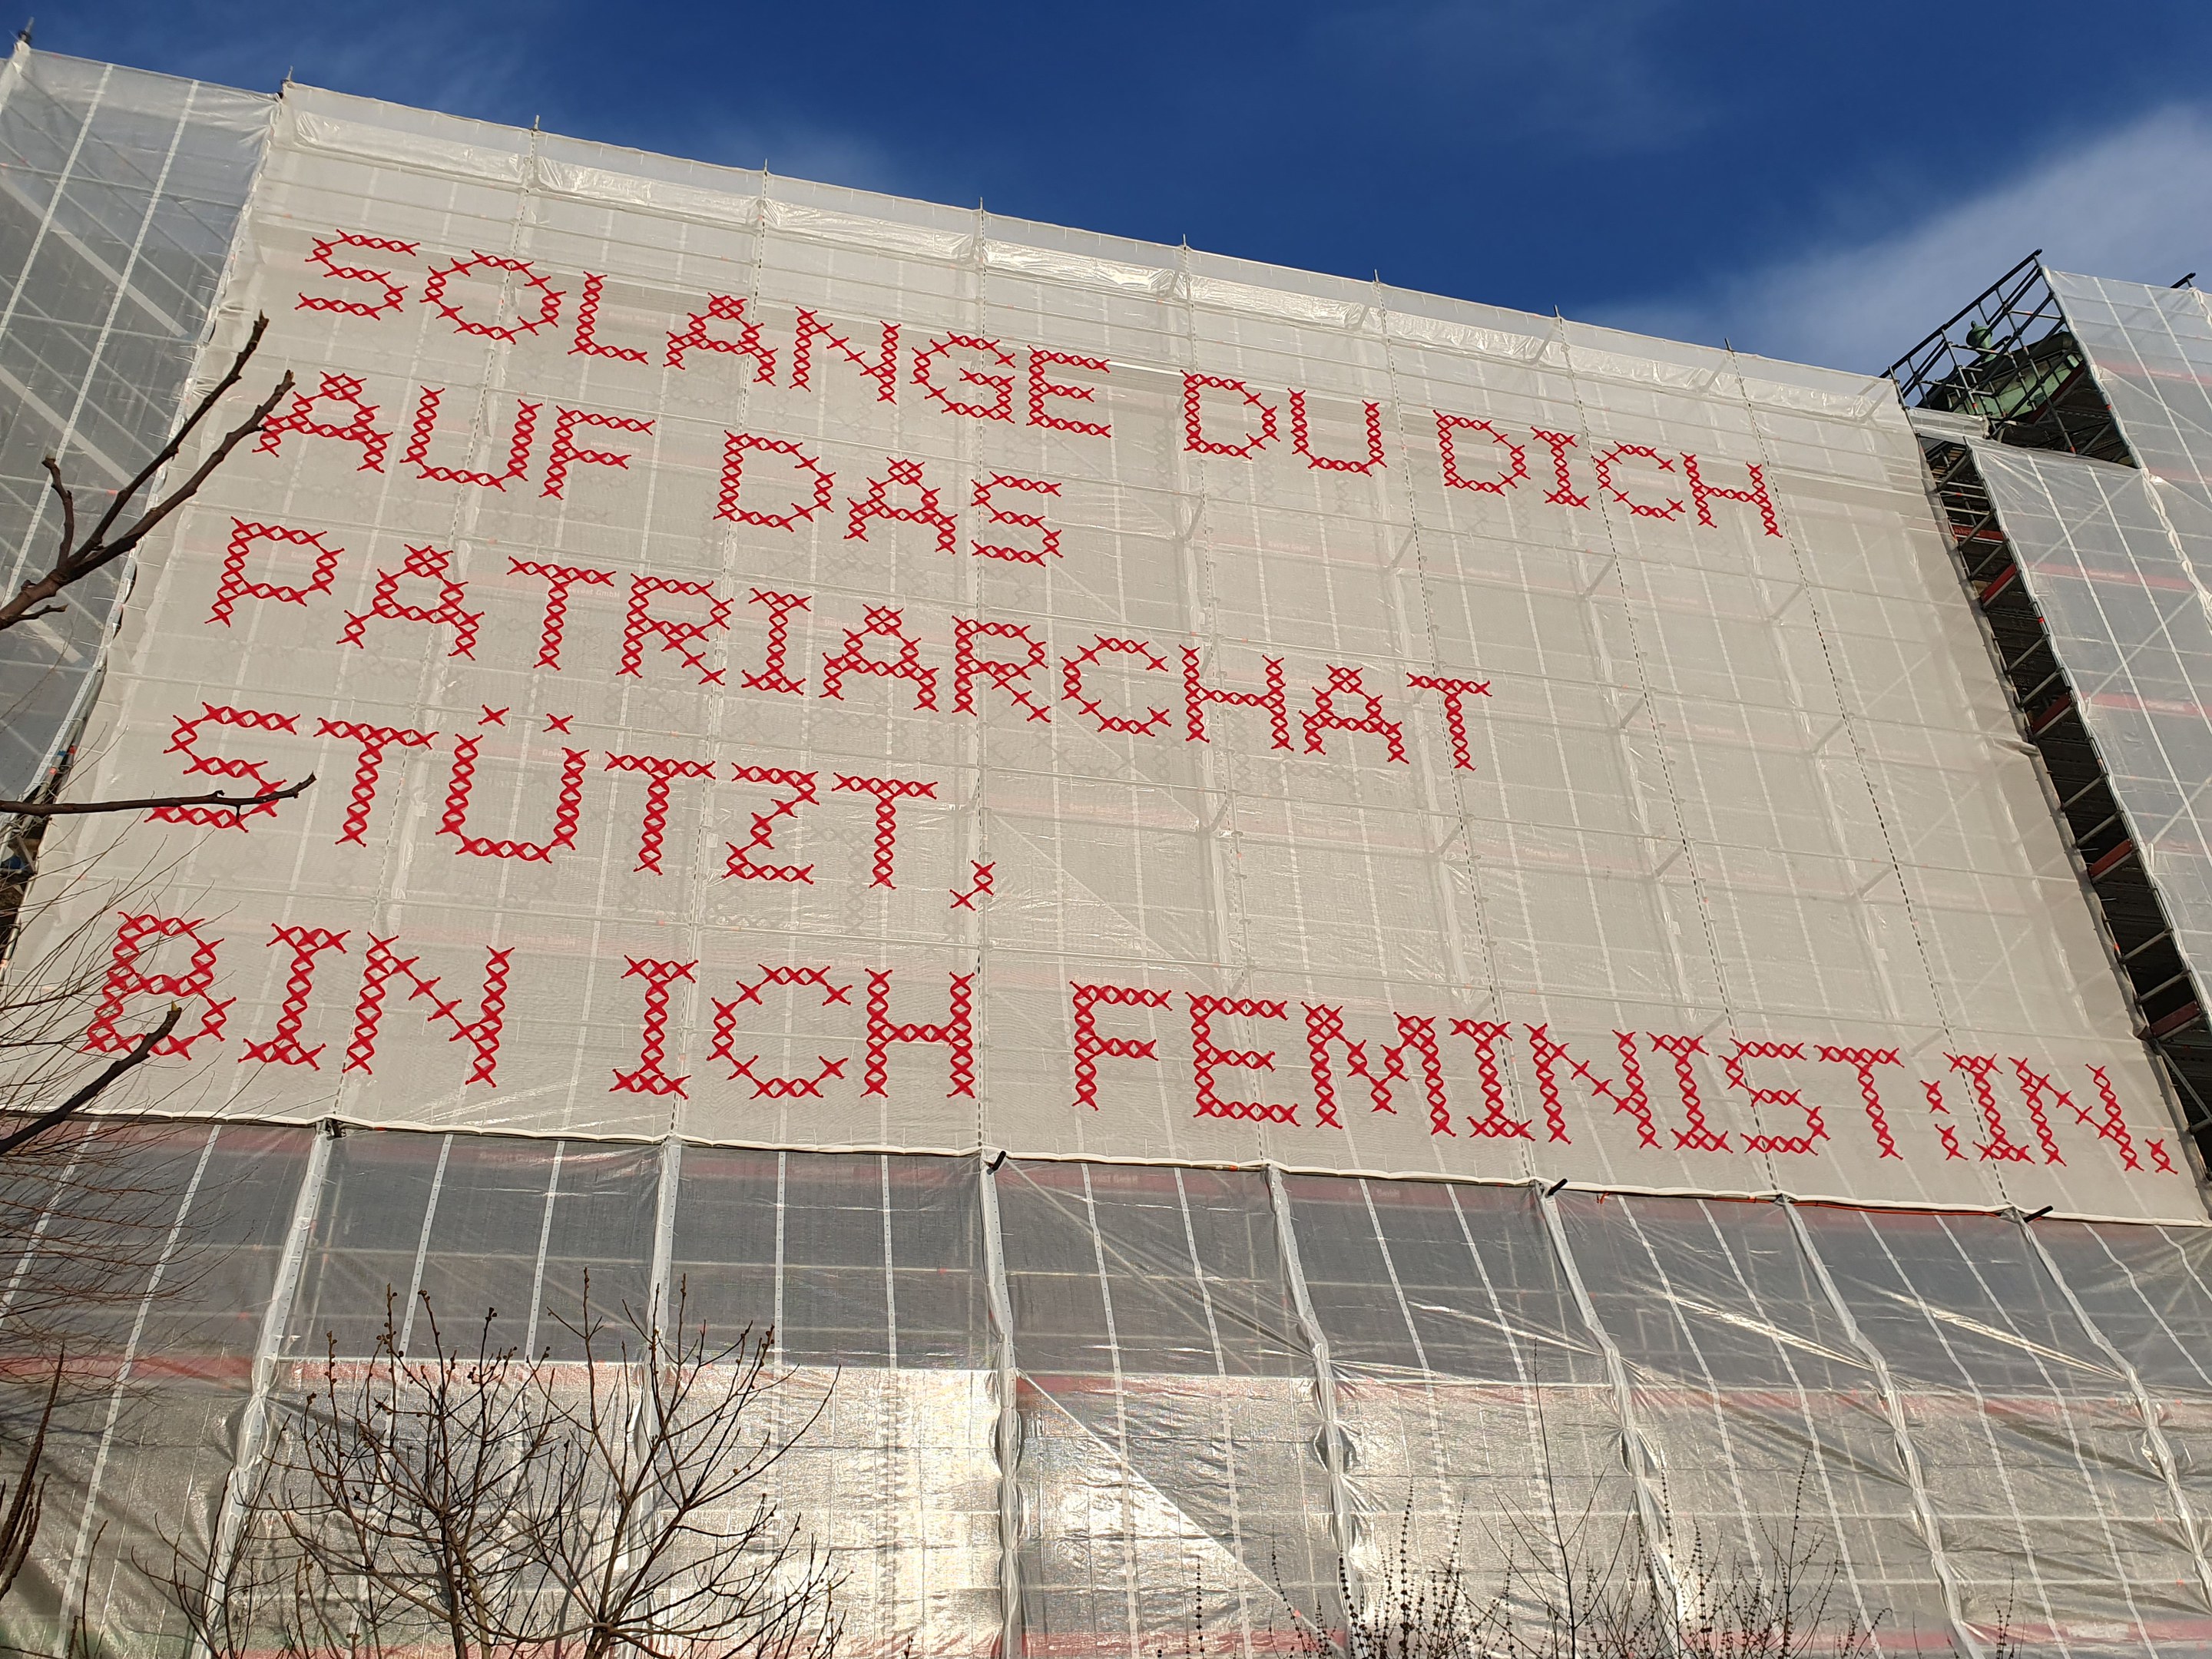 SOLANGE DU DICH
AUF DAS
PATRIARCHAT
STÜTZT,
BIN ICH FEMINIST:IN.